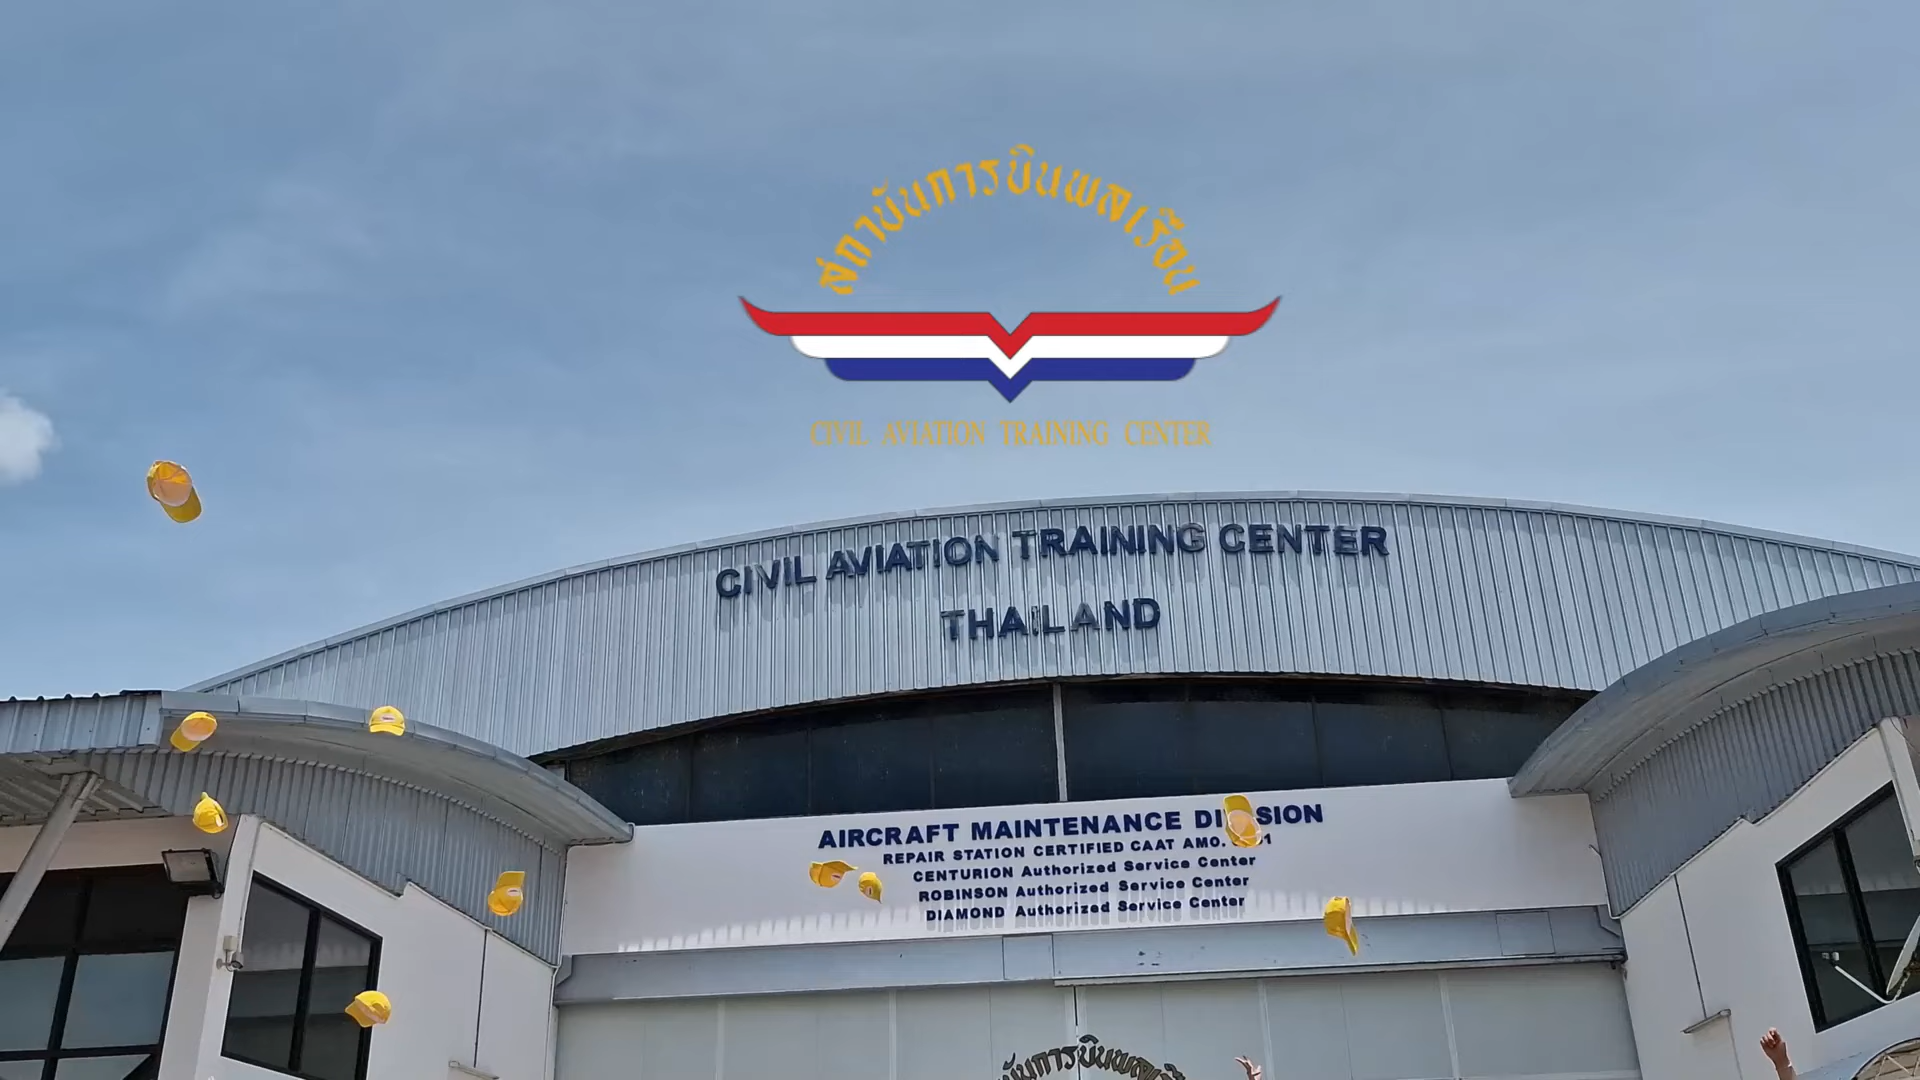 สถาบันการบินพลเรือน
CIVIL AVIATION TRAINING CENTER
CIVIL AVIATION TRAINING CENTER
THAILAND
AIRCRAFT MAINTENANCE
REPAIR STATION CERTIFIED CAAT AMO.
CENTURION Authorized Service Center
ROBINSON Authorized Service Center
DIAMOND Authorized Service Center